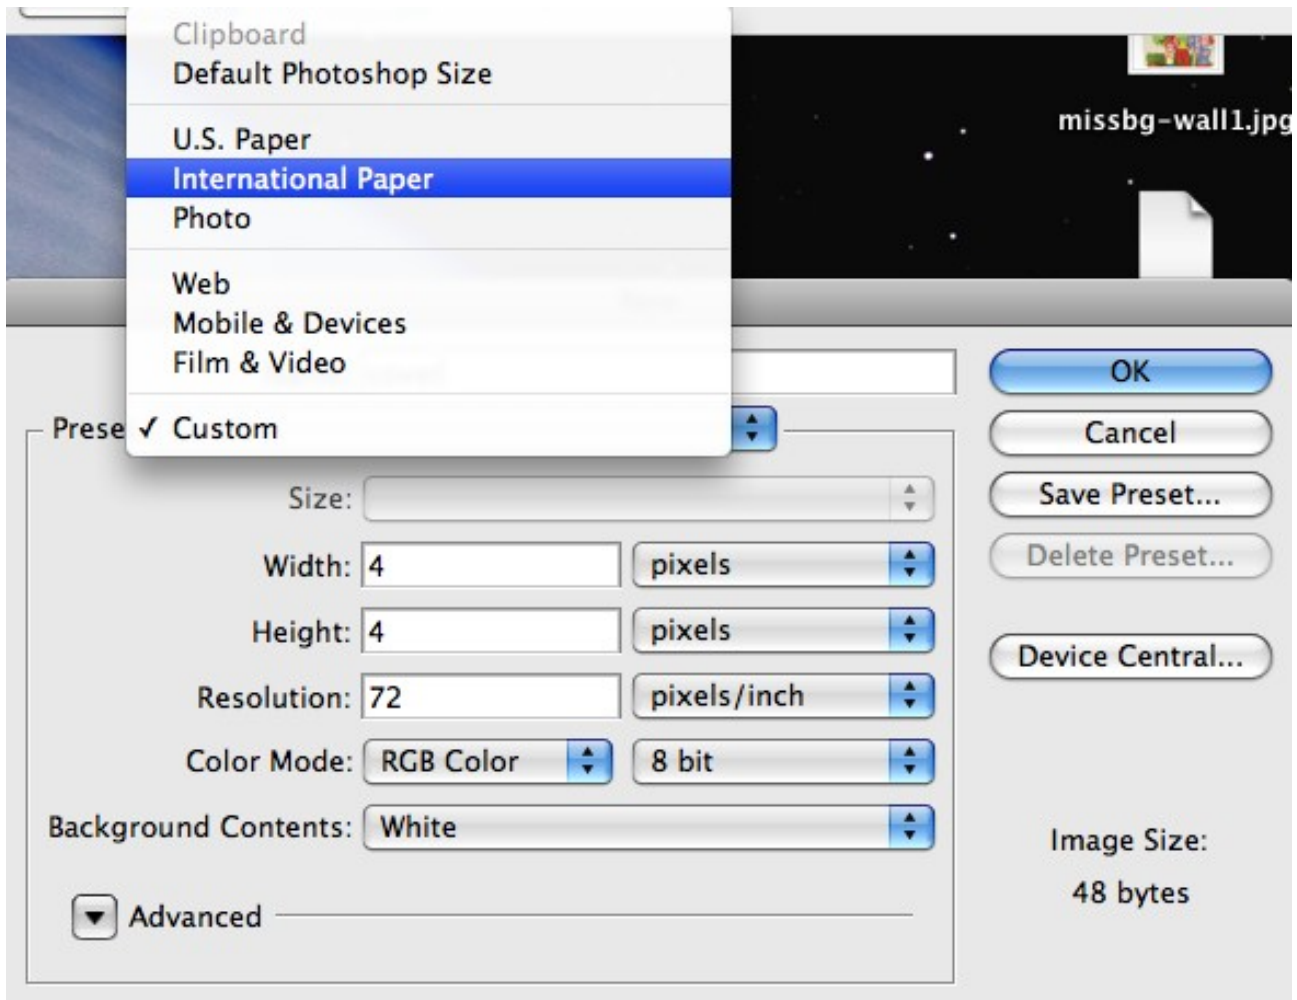 Clipboard
Default Photoshop Size
U.S. Paper
International Paper
Photo
missbg-wall1.jpg
Web
Mobile & Devices
Film & Video
Prese ✓ Custom
OK
Cancel
Size:
Save Preset...
Width: 4 pixels
Delete Preset...
Height: 4 pixels
Device Central...
Resolution: 72 pixels/inch
Color Mode: RGB Color 8 bit
Background Contents: White
Image Size:
48 bytes
Advanced